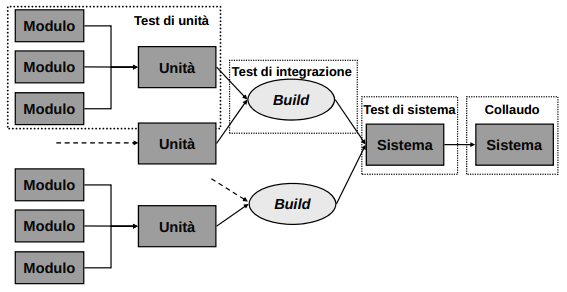 Test di unità
Modulo
Modulo
Unità
Modulo
Test di integrazione
Build
Test di sistema
Collaudo
Unità
Sistema
Sistema
Modulo
Modulo
Unità
Modulo
Build